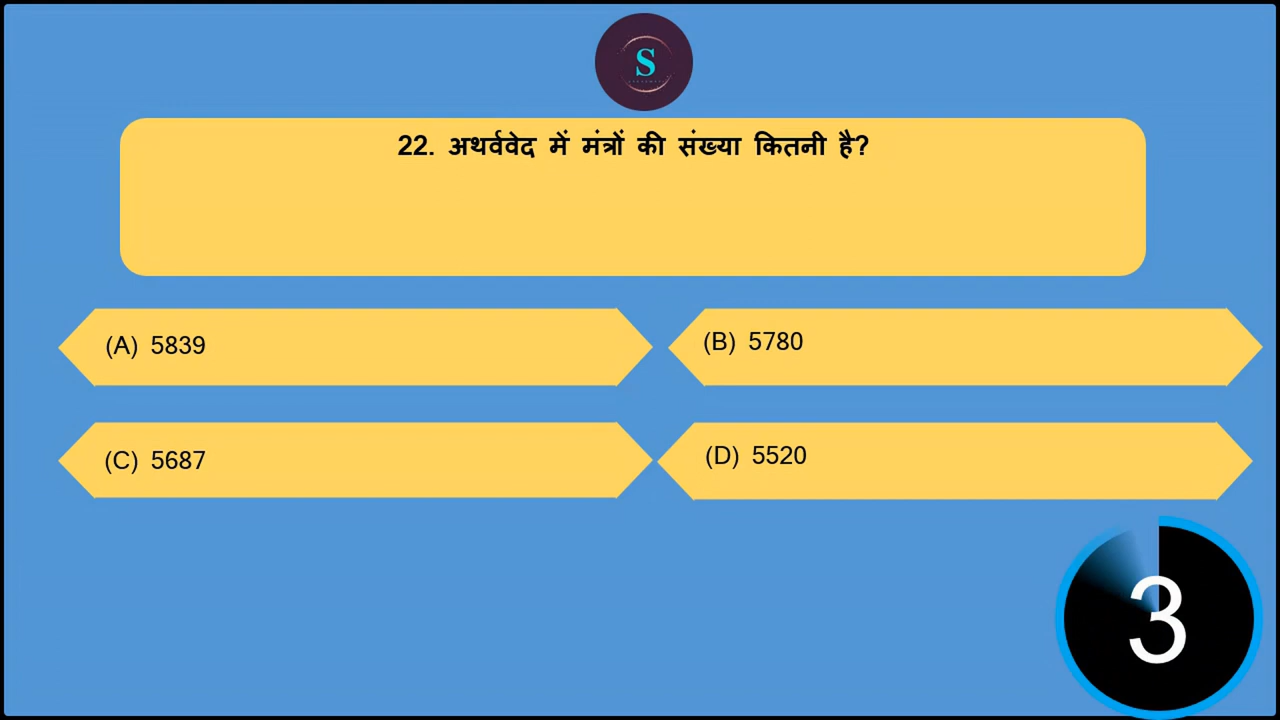 S
22. अथर्ववेद में मंत्रों की संख्या कितनी है?
(A) 5839
(B) 5780
(C) 5687
(D) 5520
3